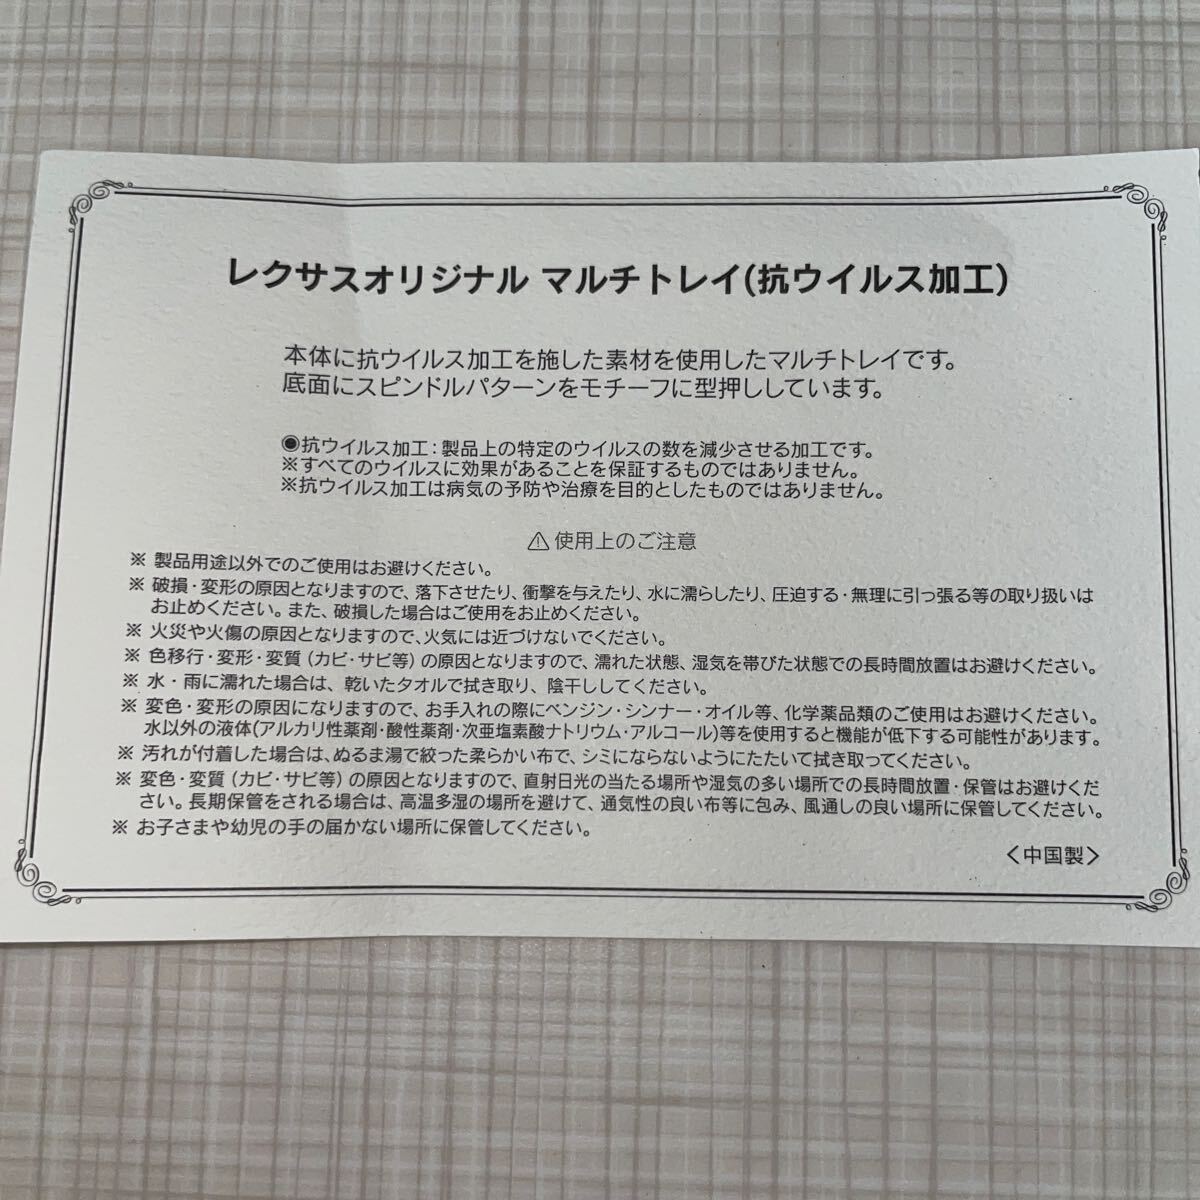 レクサスオリジナル マルチトレイ(抗ウイルス加工)
本体に抗ウイルス加工を施した素材を使用したマルチトレイです。
底面にスピンドルパターンをモチーフに型押ししています。
◉抗ウイルス加工：製品上の特定のウイルスの数を減少させる加工です。
※すべてのウイルスに効果があることを保証するものではありません。
※抗ウイルス加工は病気の予防や治療を目的としたものではありません。
⚠使用上のご注意
※ 製品用途以外でのご使用はお避けください。
※ 破損・変形の原因となりますので、落下させたり、衝撃を与えたり、水に濡らしたり、圧迫する・無理に引っ張る等の取り扱いは
お止めください。また、破損した場合はご使用をお止めください。
※ 火災や火傷の原因となりますので、火気には近づけないでください。
※ 色移行・変形・変質（カビ・サビ等）の原因となりますので、濡れた状態、湿気を帯びた状態での長時間放置はお避けください。
※ 水・雨に濡れた場合は、乾いたタオルで拭き取り、陰干ししてください。
※ 変色・変形の原因になりますので、お手入れの際にベンジン・シンナー・オイル等、化学薬品類のご使用はお避けください。
水以外の液体(アルカリ性薬剤・酸性薬剤・次亜塩素酸ナトリウム・アルコール)等を使用すると機能が低下する可能性があります。
※ 汚れが付着した場合は、ぬるま湯で絞った柔らかい布で、シミにならないようにたたいて拭き取ってください。
※ 変色・変質（カビ・サビ等）の原因となりますので、直射日光の当たる場所や湿気の多い場所での長時間放置・保管はお避けくだ
さい。長期保管をされる場合は、高温多湿の場所を避けて、通気性の良い布等に包み、風通しの良い場所に保管してください。
※ お子さまや幼児の手の届かない場所に保管してください。
〈中国製〉